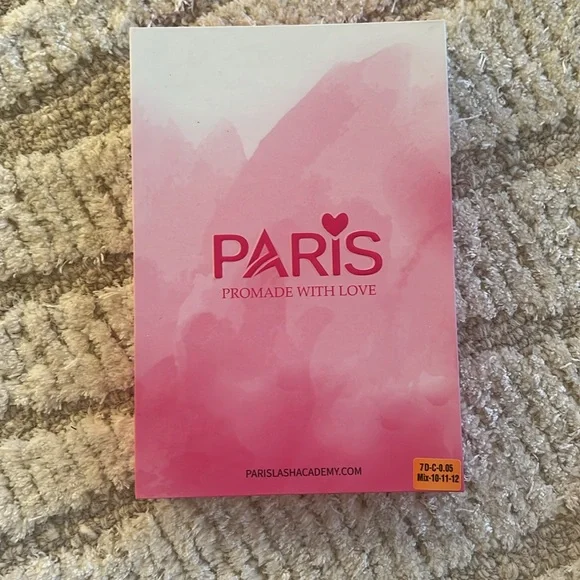 PARIS
PROMADE WITH LOVE
PARISLASHACADEMY.COM
7D-C-0.05
Mix-10-11-12